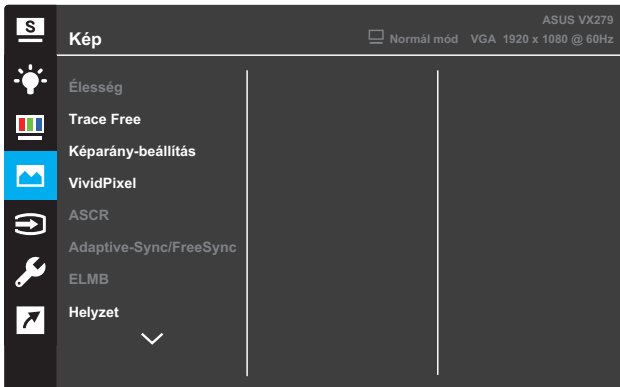 S
ASUS VX279
Kép
Normál mód VGA 1920 x 1080 @ 60Hz
Élesség
Trace Free
Képarány-beállítás
VividPixel
ASCR
Adaptive-Sync/FreeSync
ELMB
Helyzet